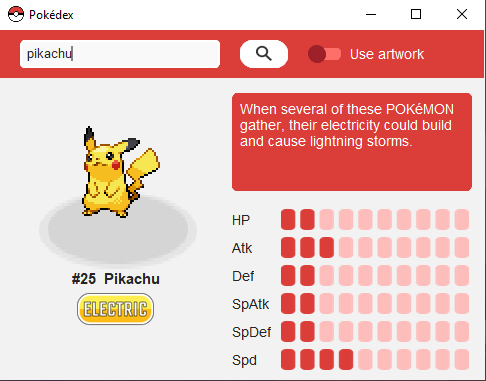 Pokédex
pikachu
Use artwork
When several of these POKéMON
gather, their electricity could build
and cause lightning storms.
#25 Pikachu
ELECTRIC
HP
Atk
Def
SpAtk
SpDef
Spd